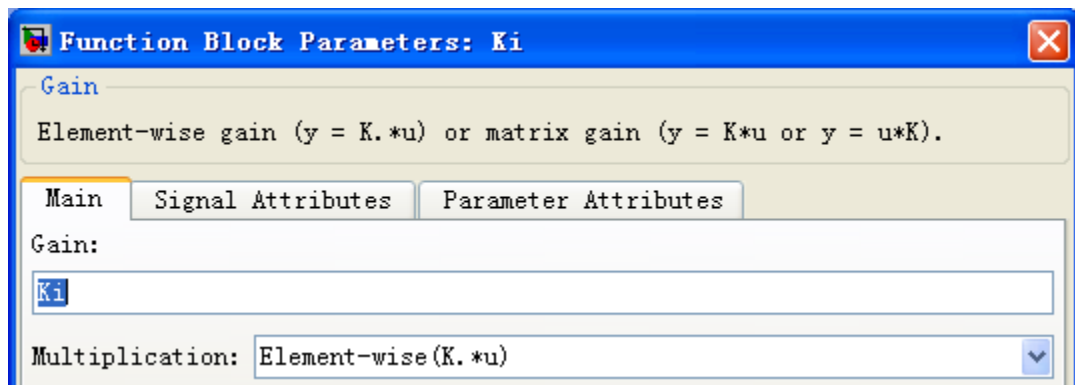 Function Block Parameters: Ki
Gain
Element-wise gain (y = K.*u) or matrix gain (y = K*u or y = u*K).
Main Signal Attributes Parameter Attributes
Gain:
Ki
Multiplication: Element-wise(K.*u)